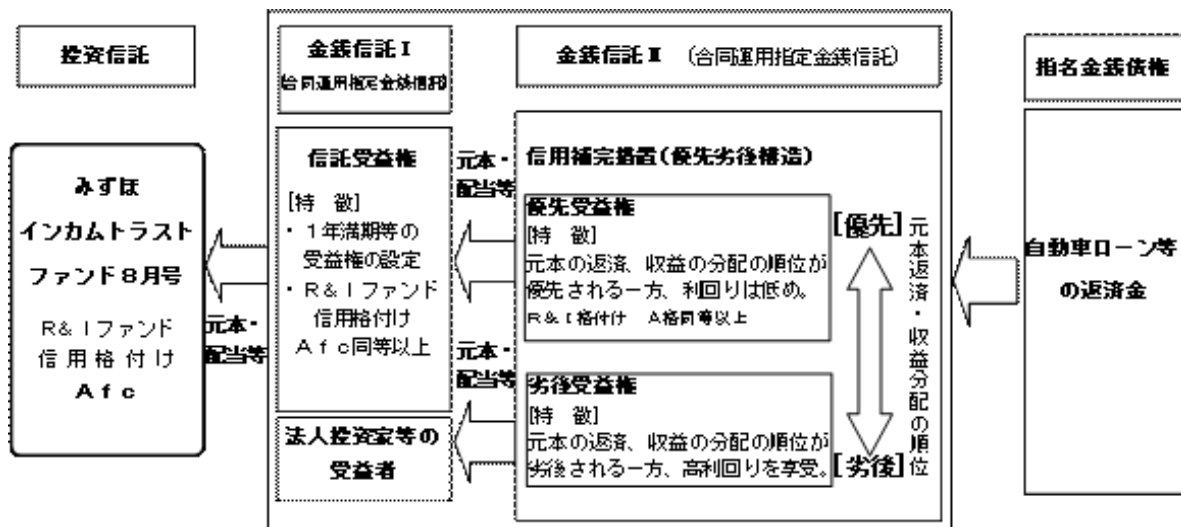 投資信託
みずほ
インカムトラスト
ファンド8月号
R&Iファンド
信用格付け
Afc
元本・
配当等
金銭信託Ⅰ
(合同運用指定金銭信託)
信託受益権
[特 徴]
・1年満期等の
受益権の設定
・R&Iファンド
信用格付け
Afc同等以上
法人投資家等の
受益者
元本・
配当等
元本・
配当等
金銭信託Ⅱ (合同運用指定金銭信託)
信用補完措置(優先劣後構造)
優先受益権
[特 徴]
元本の返済、収益の分配の順位が
優先される一方、利回りは低め。
R&I格付け A格同等以上
劣後受益権
[特 徴]
元本の返済、収益の分配の順位が
劣後される一方、高利回りを享受。
[優先]
[劣後]
元本返済・収益分配の順位
指名金銭債権
自動車ローン等
の返済金